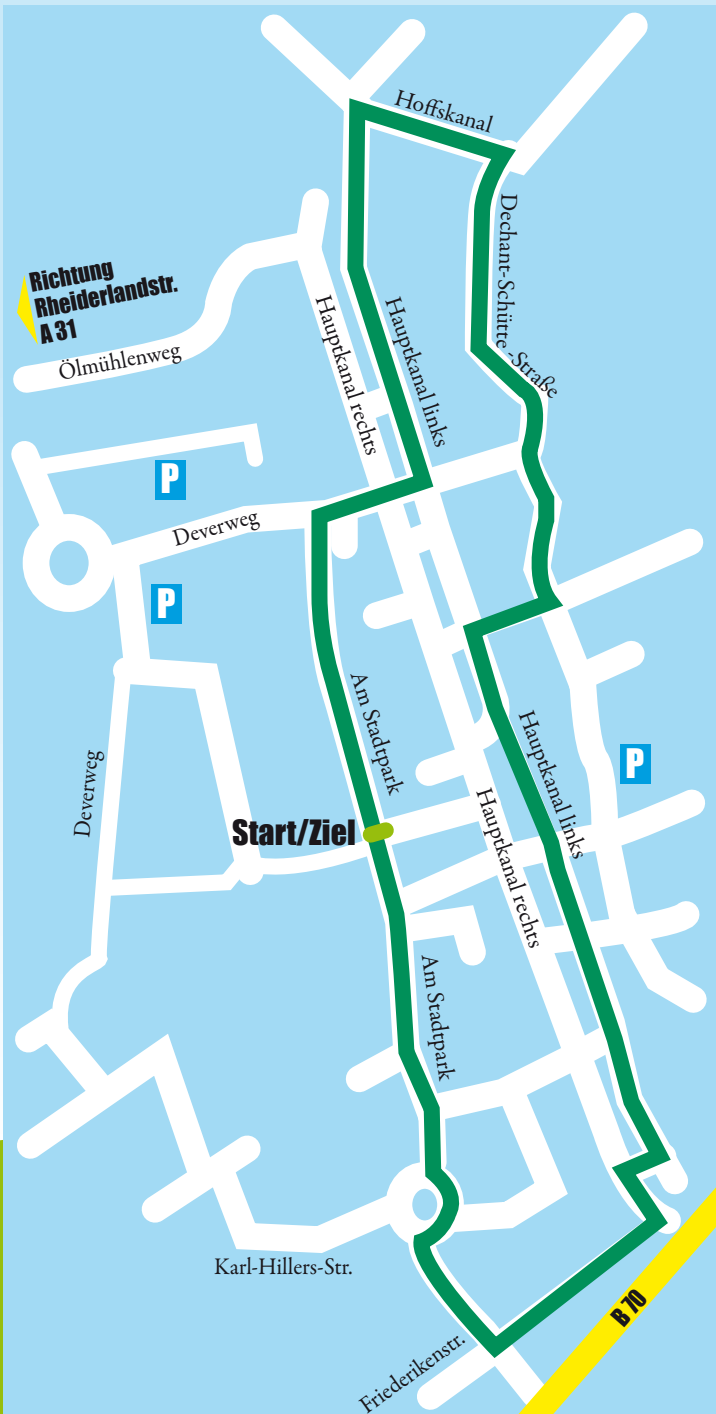 Hoffskanal
Dechant-Schütte-Straße
Richtung
Rheiderlandstr.
A 31
Ölmühlenweg
Hauptkanal rechts
Hauptkanal links
P
Deverweg
P
Am Stadtpark
Hauptkanal links
P
Deverweg
Start/Ziel
Hauptkanal rechts
Am Stadtpark
Karl-Hillers-Str.
B 70
Friederikenstr.